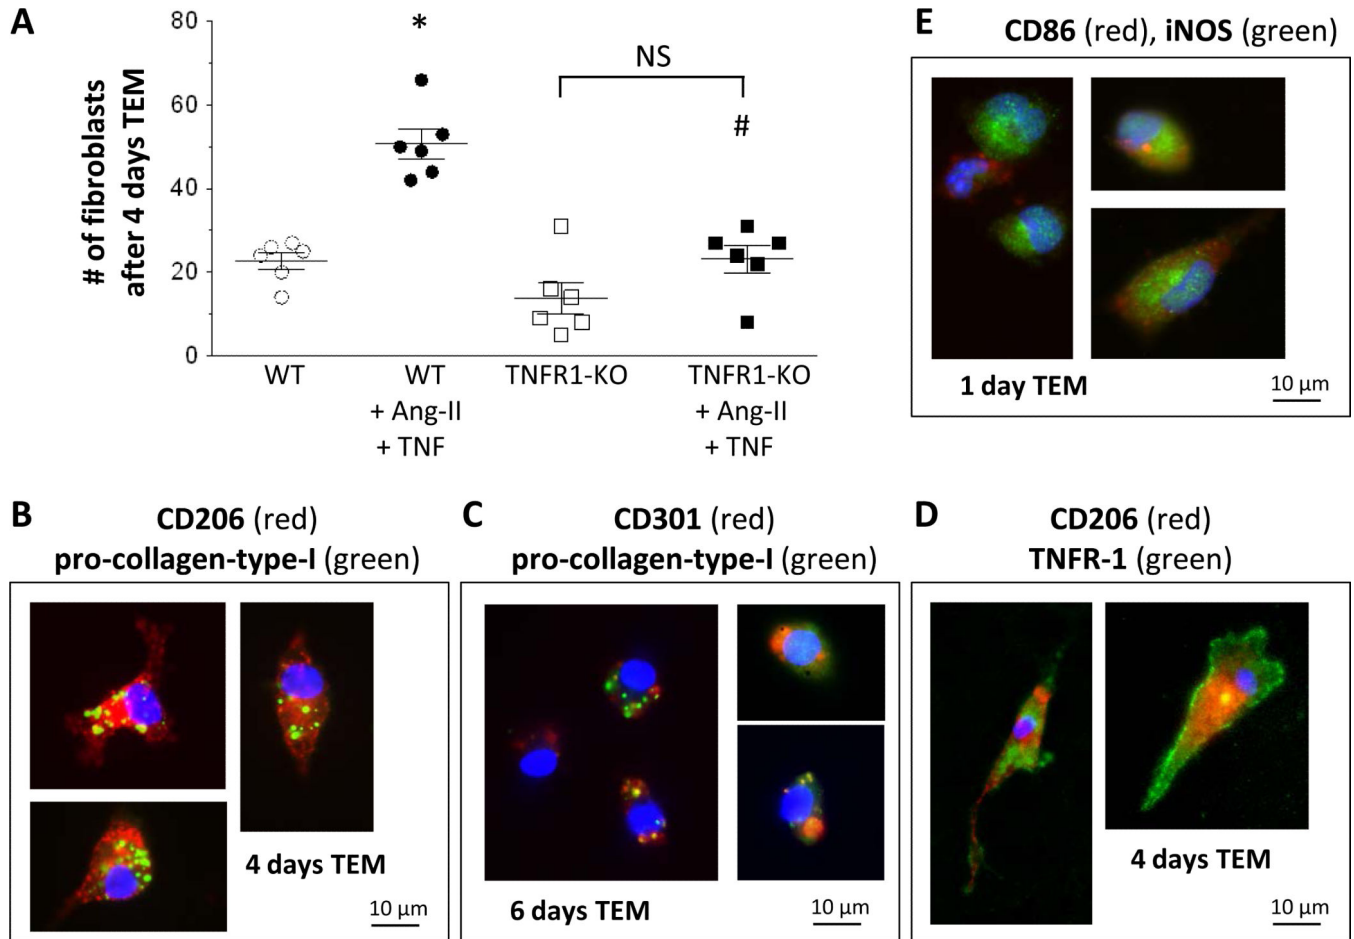 A
# of fibroblasts
after 4 days TEM
80
60
40
20
0
*
NS
#
WT
WT
+ Ang-II
+ TNF
TNFR1-KO
TNFR1-KO
+ Ang-II
+ TNF
E
CD86 (red), iNOS (green)
1 day TEM
10 µm
B
CD206 (red)
pro-collagen-type-I (green)
4 days TEM
10 µm
C
CD301 (red)
pro-collagen-type-I (green)
6 days TEM
10 µm
D
CD206 (red)
TNFR-1 (green)
4 days TEM
10 µm